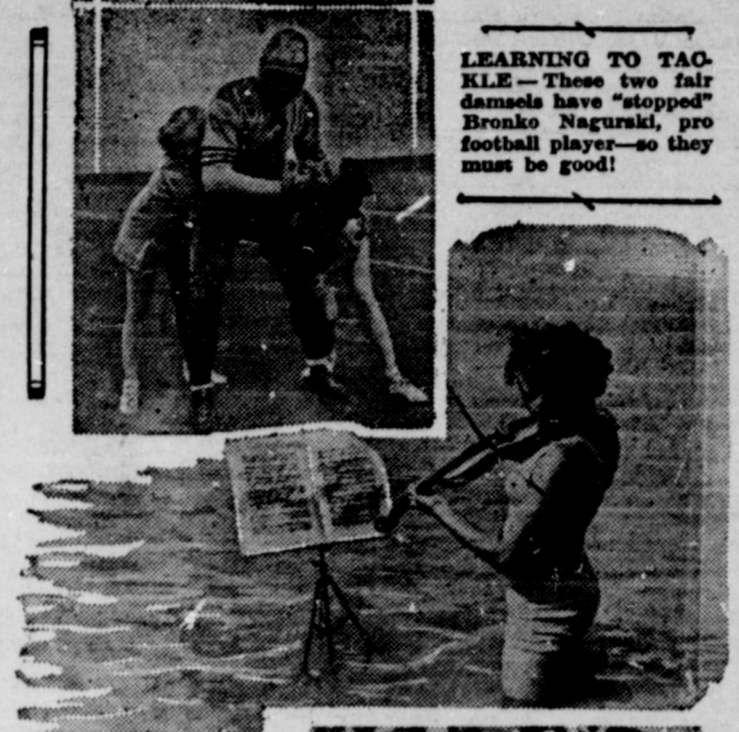 LEARNING TO TAC-
KLE — These two fair
damsels have "stopped"
Bronko Nagurski, pro
football player—so they
must be good!